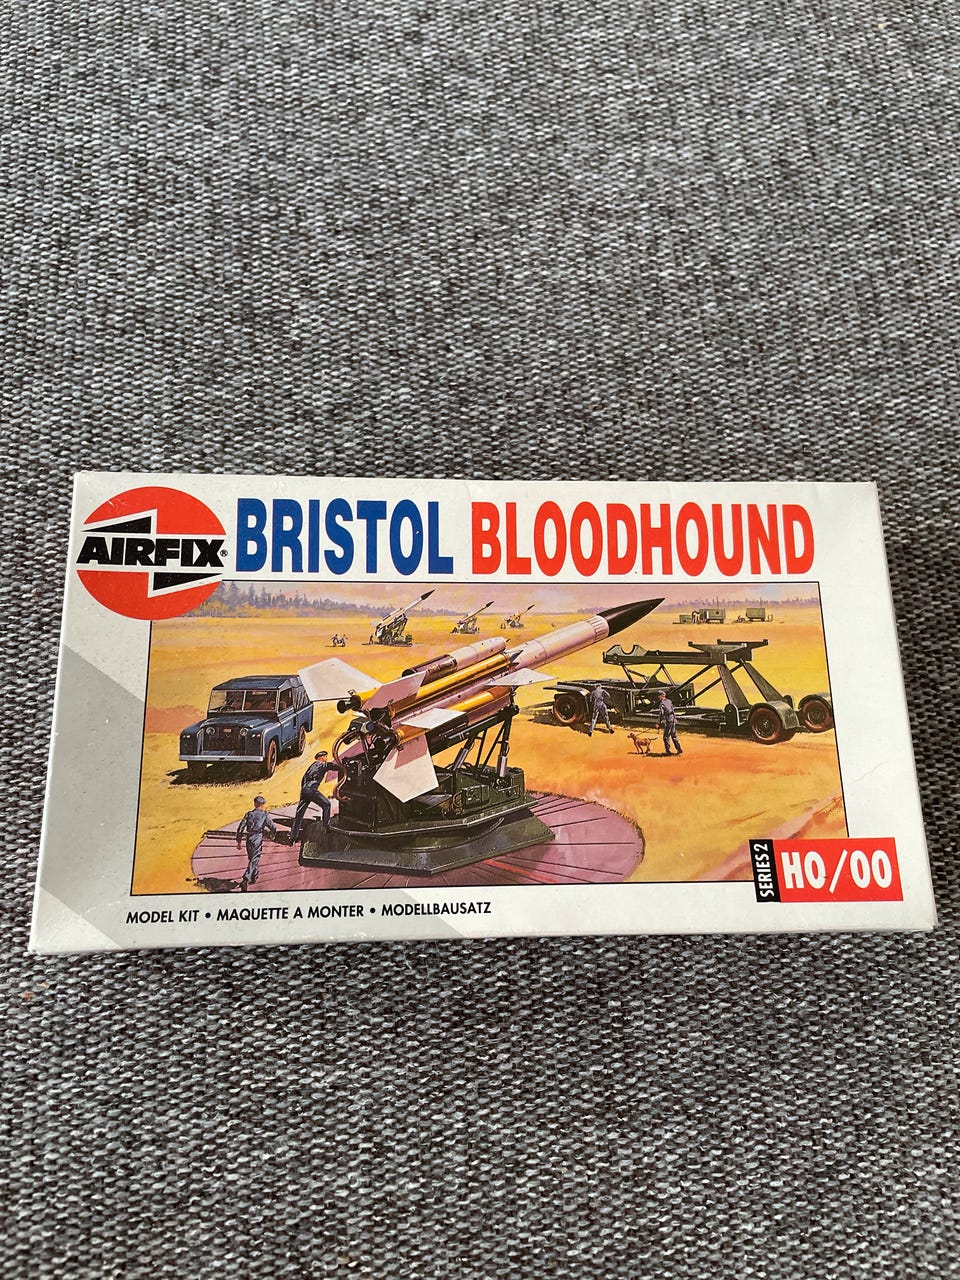 AIRFIX®
BRISTOL BLOODHOUND
SERIES 2
HO/OO
MODEL KIT • MAQUETTE A MONTER • MODELLBAUSATZ